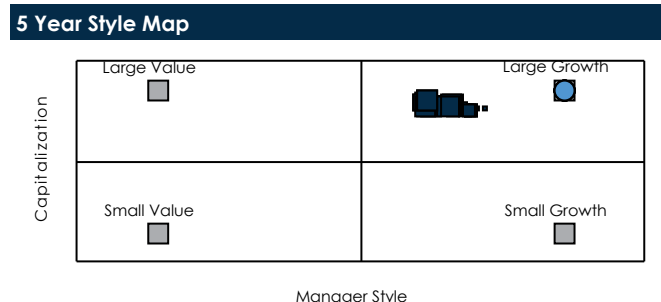 5 Year Style Map
Large Value
Large Growth
Capitalization
Small Value
Small Growth
Manager Style